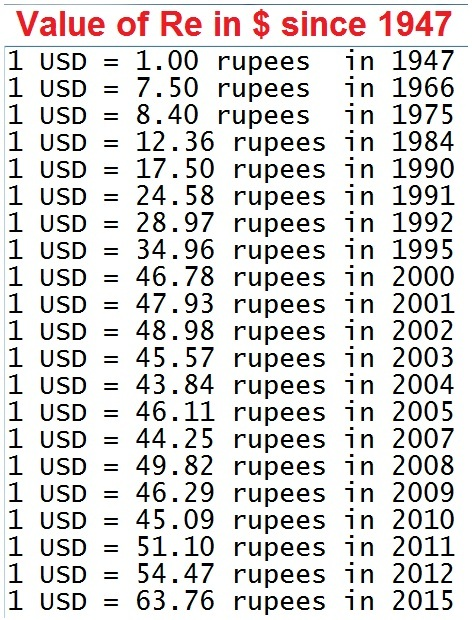 Value of Re in $ since 1947
1 USD = 1.00 rupees in 1947
1 USD = 7.50 rupees in 1966
1 USD = 8.40 rupees in 1975
1 USD = 12.36 rupees in 1984
1 USD = 17.50 rupees in 1990
1 USD = 24.58 rupees in 1991
1 USD = 28.97 rupees in 1992
1 USD = 34.96 rupees in 1995
1 USD = 46.78 rupees in 2000
1 USD = 47.93 rupees in 2001
1 USD = 48.98 rupees in 2002
1 USD = 45.57 rupees in 2003
1 USD = 43.84 rupees in 2004
1 USD = 46.11 rupees in 2005
1 USD = 44.25 rupees in 2007
1 USD = 49.82 rupees in 2008
1 USD = 46.29 rupees in 2009
1 USD = 45.09 rupees in 2010
1 USD = 51.10 rupees in 2011
1 USD = 54.47 rupees in 2012
1 USD = 63.76 rupees in 2015